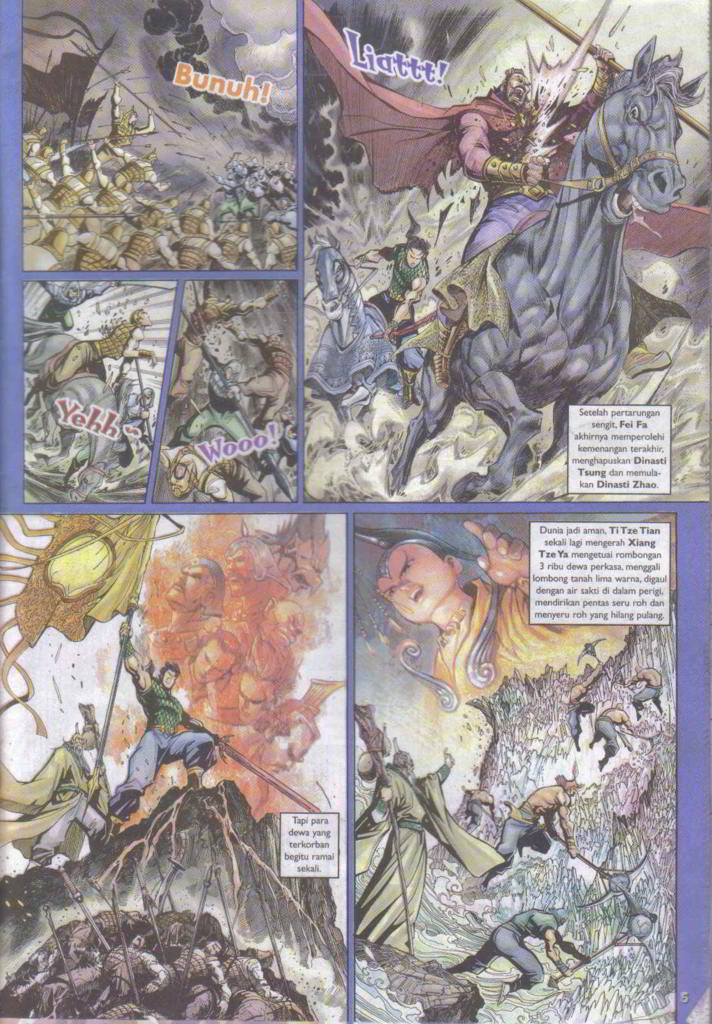 Bunuh!
Liattt!
Yehh~
Wooo!
Setelah pertarungan
sengit, Fei Fa
akhirnya memperolehi
kemenangan terakhir,
menghapuskan Dinasti
Tsung dan memula-
kan Dinasti Zhao.
Tapi para
dewa yang
terkorban
begitu ramai
sekali.
Dunia jadi aman, Ti Tze Tian
sekali lagi mengerah Xiang
Tze Ya mengetuai rombongan
3 ribu dewa perkasa, menggali
lombong tanah lima warna, digaul
dengan air sakti di dalam perigi,
mendirikan pentas seru roh dan
menyeru roh yang hilang pulang.
5